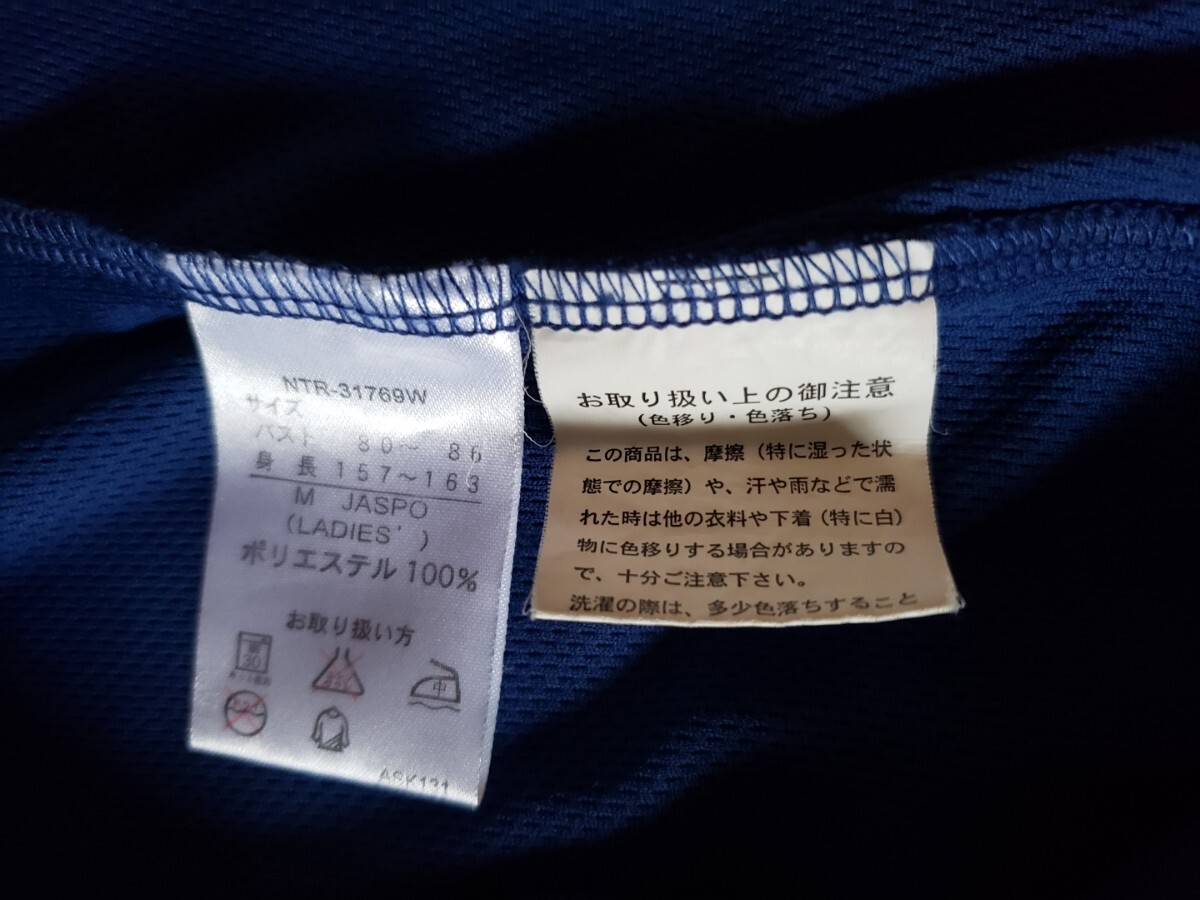 NTR-31769W
サイズ
バスト 80～ 86
身長157～163
M JASPO
(LADIES')
ポリエステル 100%
お取り扱い方
30
中
ASK131
お取り扱い上の御注意
(色移り・色落ち)
この商品は、摩擦（特に湿った状
態での摩擦）や、汗や雨などで濡
れた時は他の衣料や下着（特に白）
物に色移りする場合がありますの
で、十分ご注意下さい。
洗濯の際は、多少色落ちすること